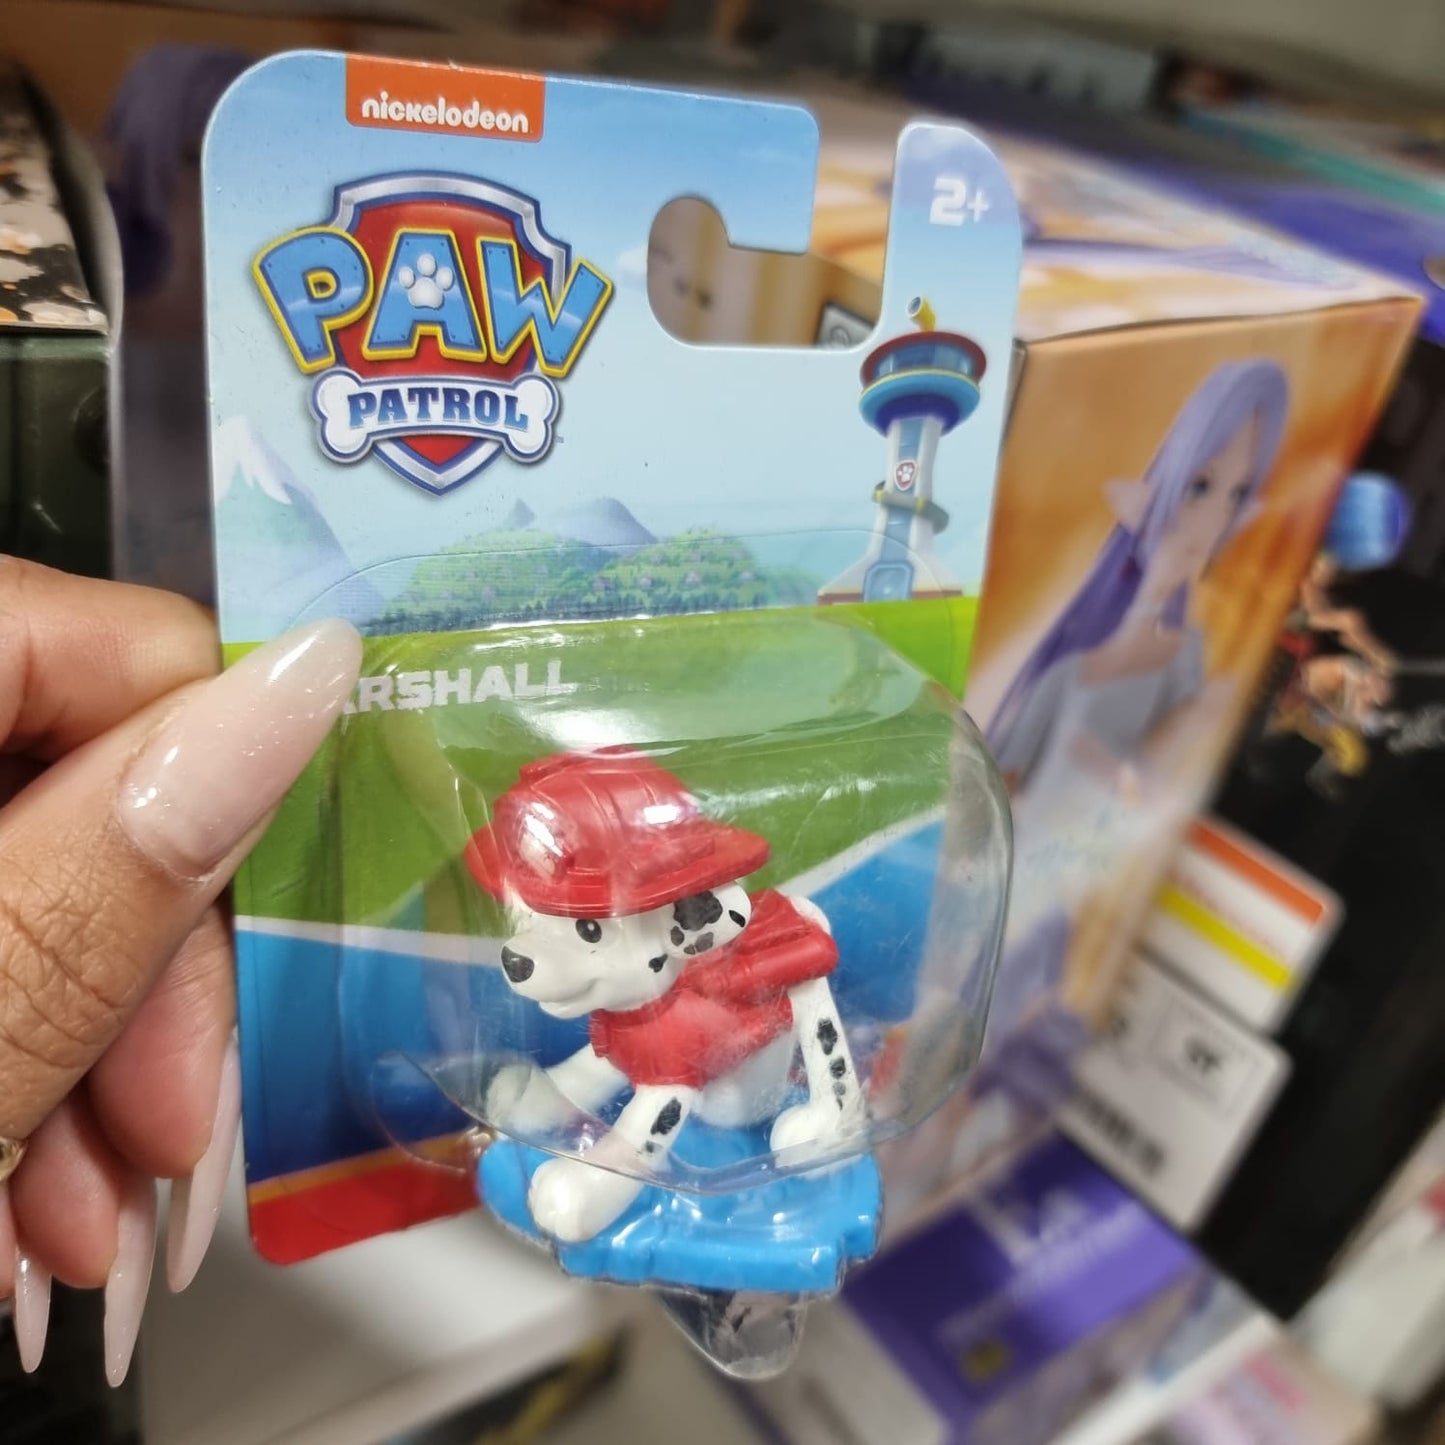 nickelodeon
2+
PAW
PATROL
ARSHALL